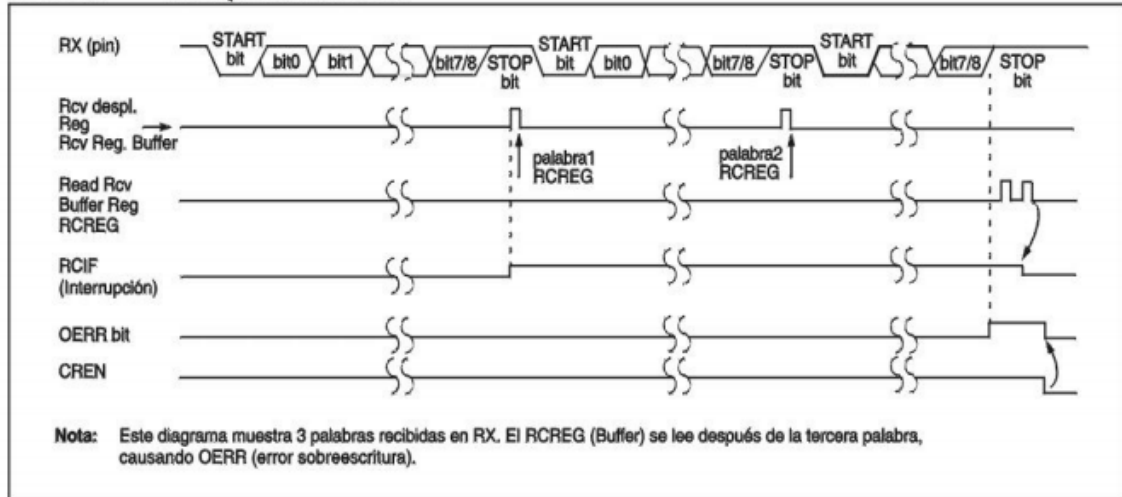 RX (pin)
START
bit
bit0
bit1
bit7/8
STOP
bit
START
bit
bit0
bit7/8
STOP
bit
START
bit
bit7/8
STOP
bit
Rcv despl.
Reg
Rcv Reg. Buffer
palabra1
RCREG
palabra2
RCREG
Read Rcv
Buffer Reg
RCREG
RCIF
(Interrupción)
OERR bit
CREN
Nota: Este diagrama muestra 3 palabras recibidas en RX. El RCREG (Buffer) se lee después de la tercera palabra,
causando OERR (error sobreescritura).